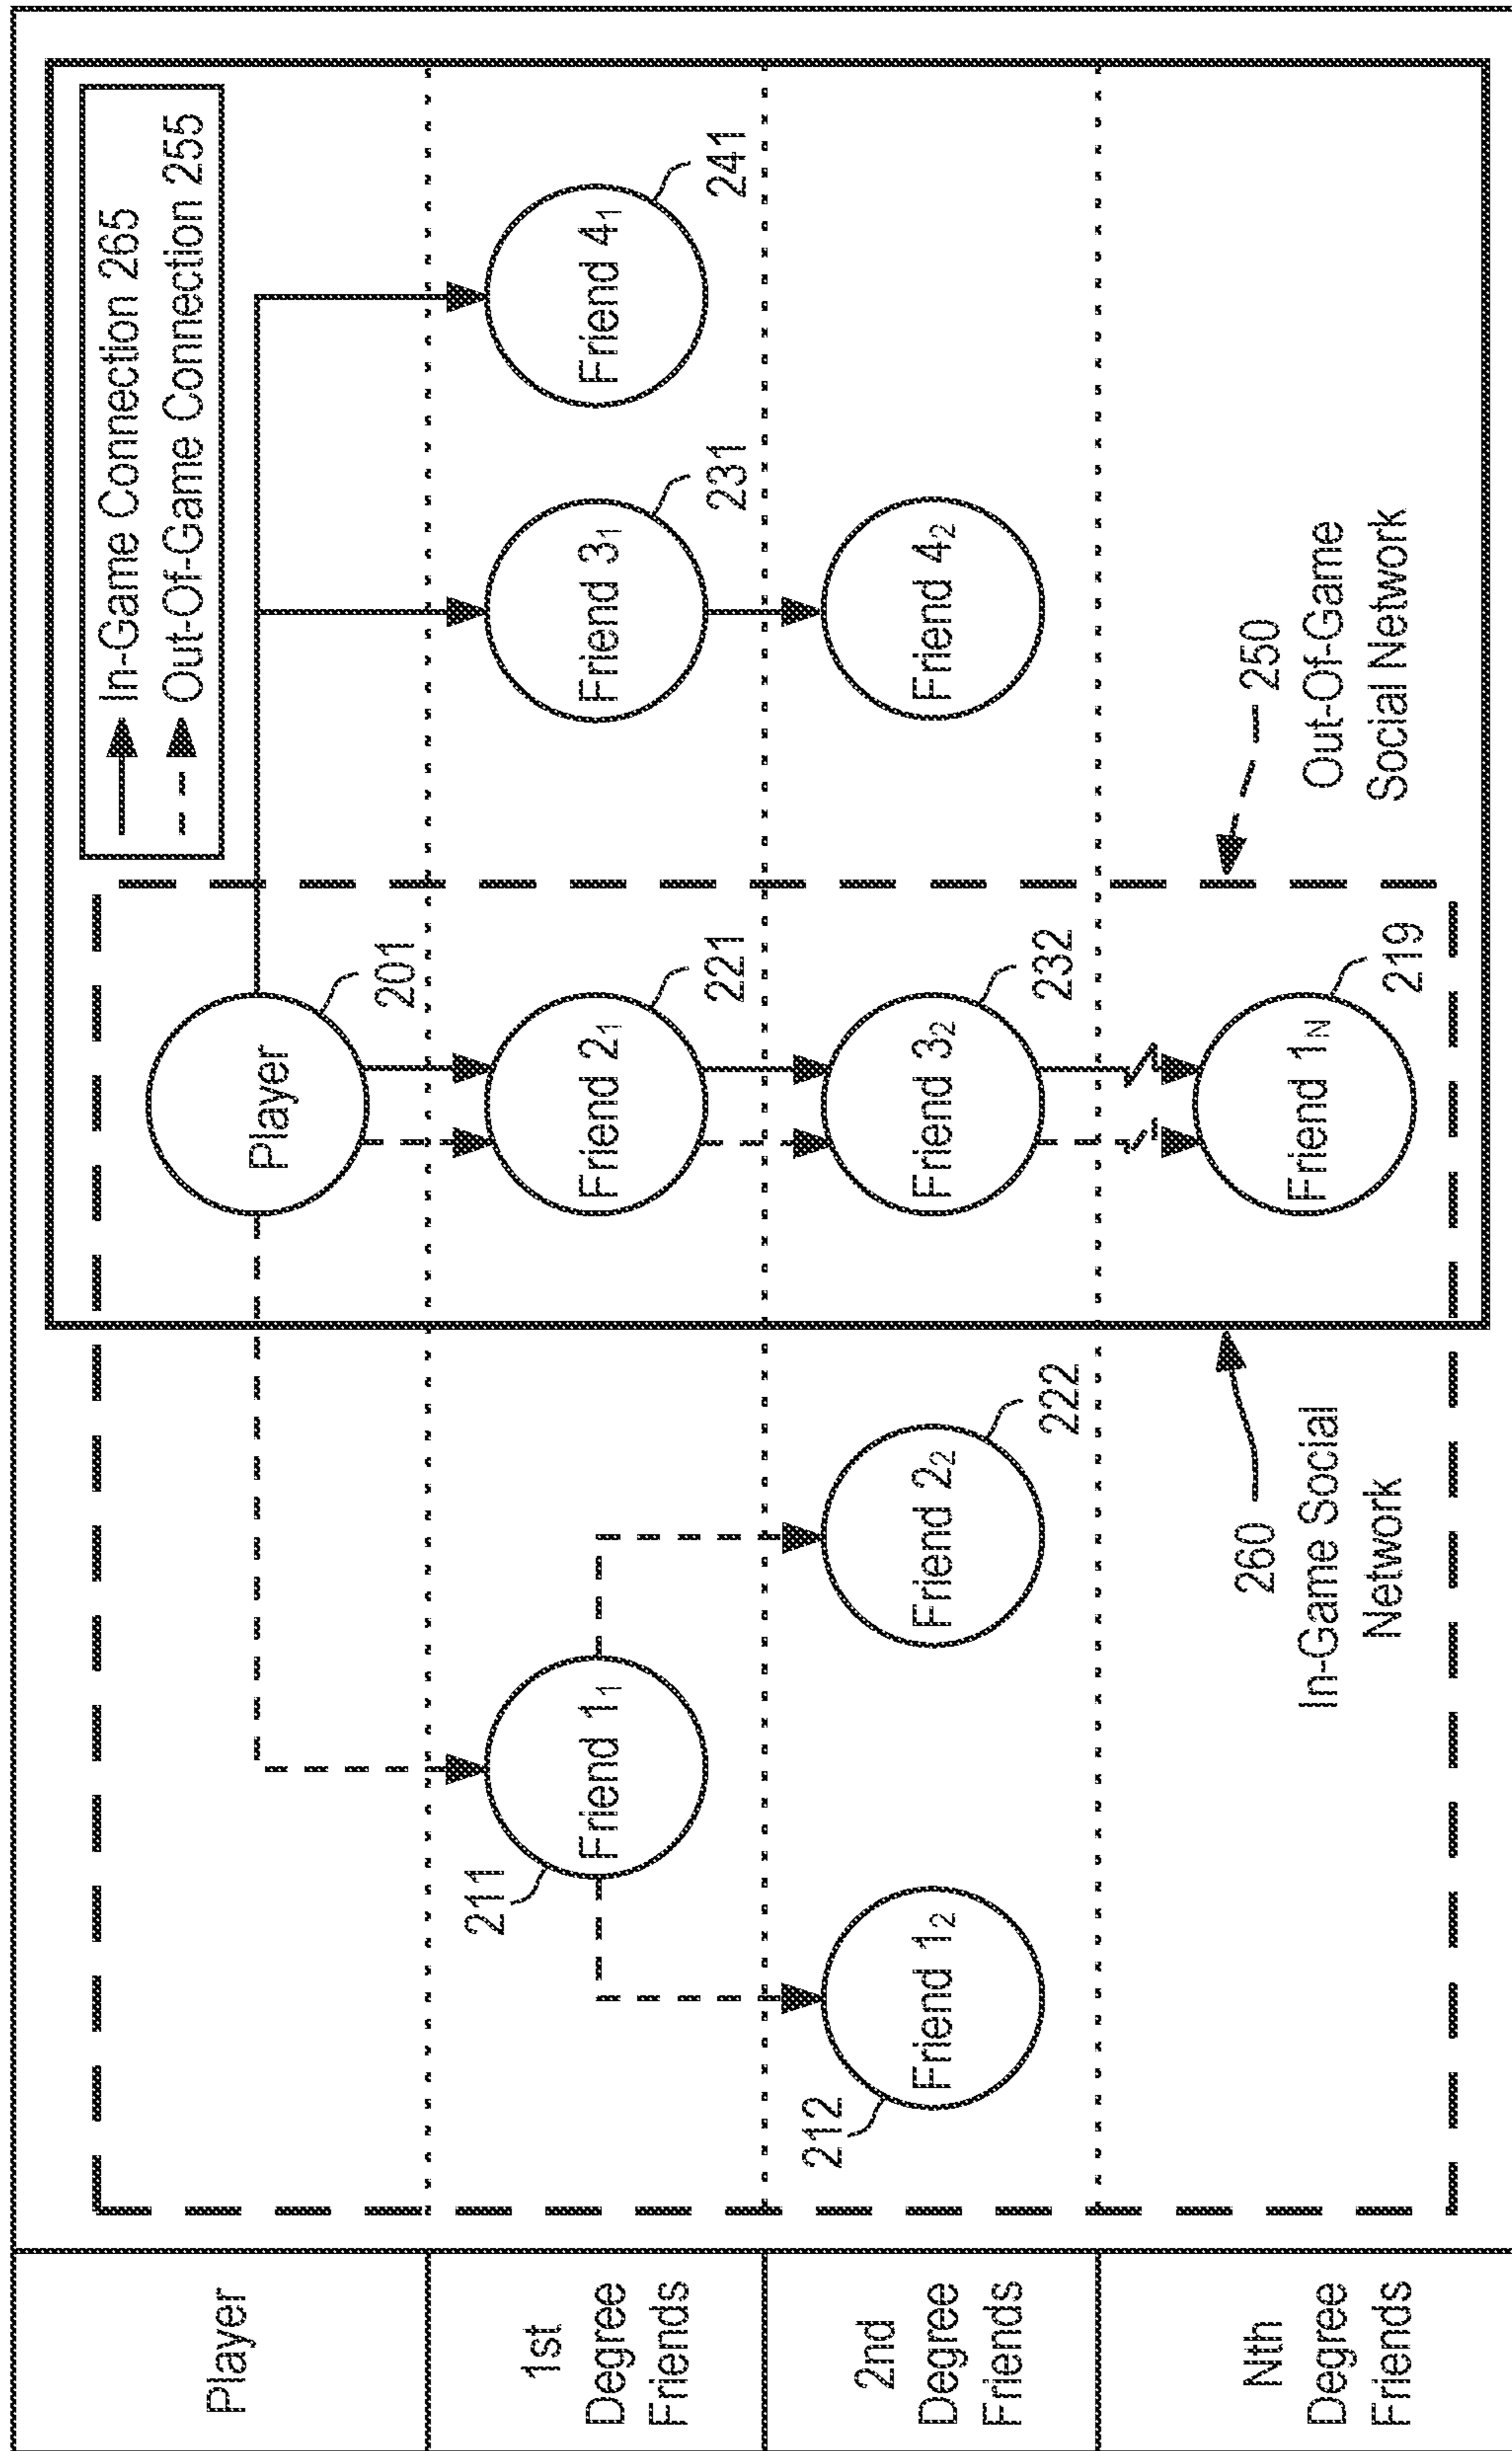 In-Game Connection 265
Out-Of-Game Connection 255
Player
Player
201
1st
Degree
Friends
211
Friend 1₁
Friend 2₁
221
Friend 3₁
231
Friend 4₁
241
2nd
Degree
Friends
212
Friend 1₂
Friend 2₂
222
Friend 3₂
232
Friend 4₂
Nth
Degree
Friends
260
In-Game Social
Network
Friend 1N
219
250
Out-Of-Game
Social Network